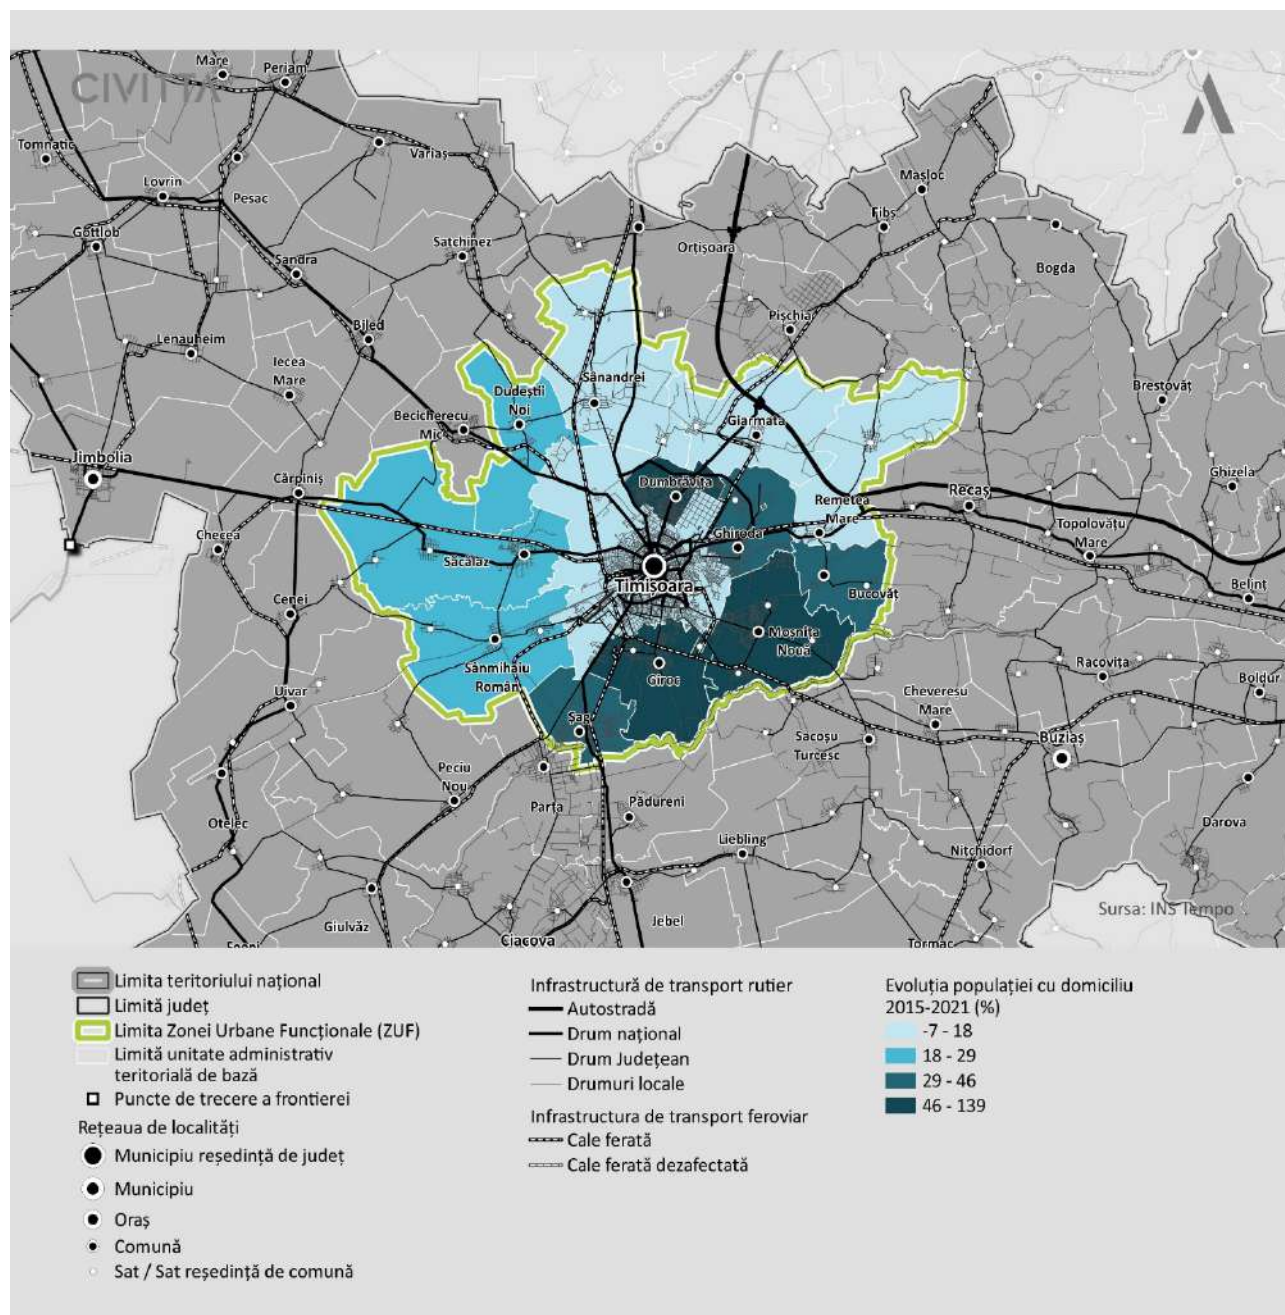 CIVITTA
Mare
Periam
Tomnatic
Variaș
Lovrin
Pesac
Mașloc
Fibș
Gottlob
Satchinez
Orțișoara
Sandra
Bogda
Pișchia
Biled
Lenauheim
Iecea
Mare
Sânandrei
Dudeștii
Noi
Brestovăț
Becicherecu
Mic
Giarmata
Jimbolia
Cărpiniș
Dumbrăvița
Ghizela
Recaș
Remetea
Mare
Topolovățu
Mare
Checea
Ghiroda
Săcălaz
Timișoara
Belinț
Bucovăț
Cenei
Moșnița
Nouă
Sânmihaiu
Român
Giroc
Racovița
Boldur
Uivar
Cheveresu
Mare
Șag
Sacoșu
Turcesc
Buziaș
Peciu
Nou
Parța
Pădureni
Otelec
Liebling
Darova
Nițchidorf
Sursa: INS Tempo
Giulvăz
Jebel
Ciacova
Tormac
Limita teritoriului național
Limită județ
Limita Zonei Urbane Funcționale (ZUF)
Limită unitate administrativ
teritorială de bază
Puncte de trecere a frontierei
Rețeaua de localități
Municipiu reședință de județ
Municipiu
Oraș
Comună
Sat / Sat reședință de comună
Infrastructură de transport rutier
Autostradă
Drum național
Drum Județean
Drumuri locale
Infrastructura de transport feroviar
Cale ferată
Cale ferată dezafectată
Evoluția populației cu domiciliu
2015-2021 (%)
-7 - 18
18 - 29
29 - 46
46 - 139